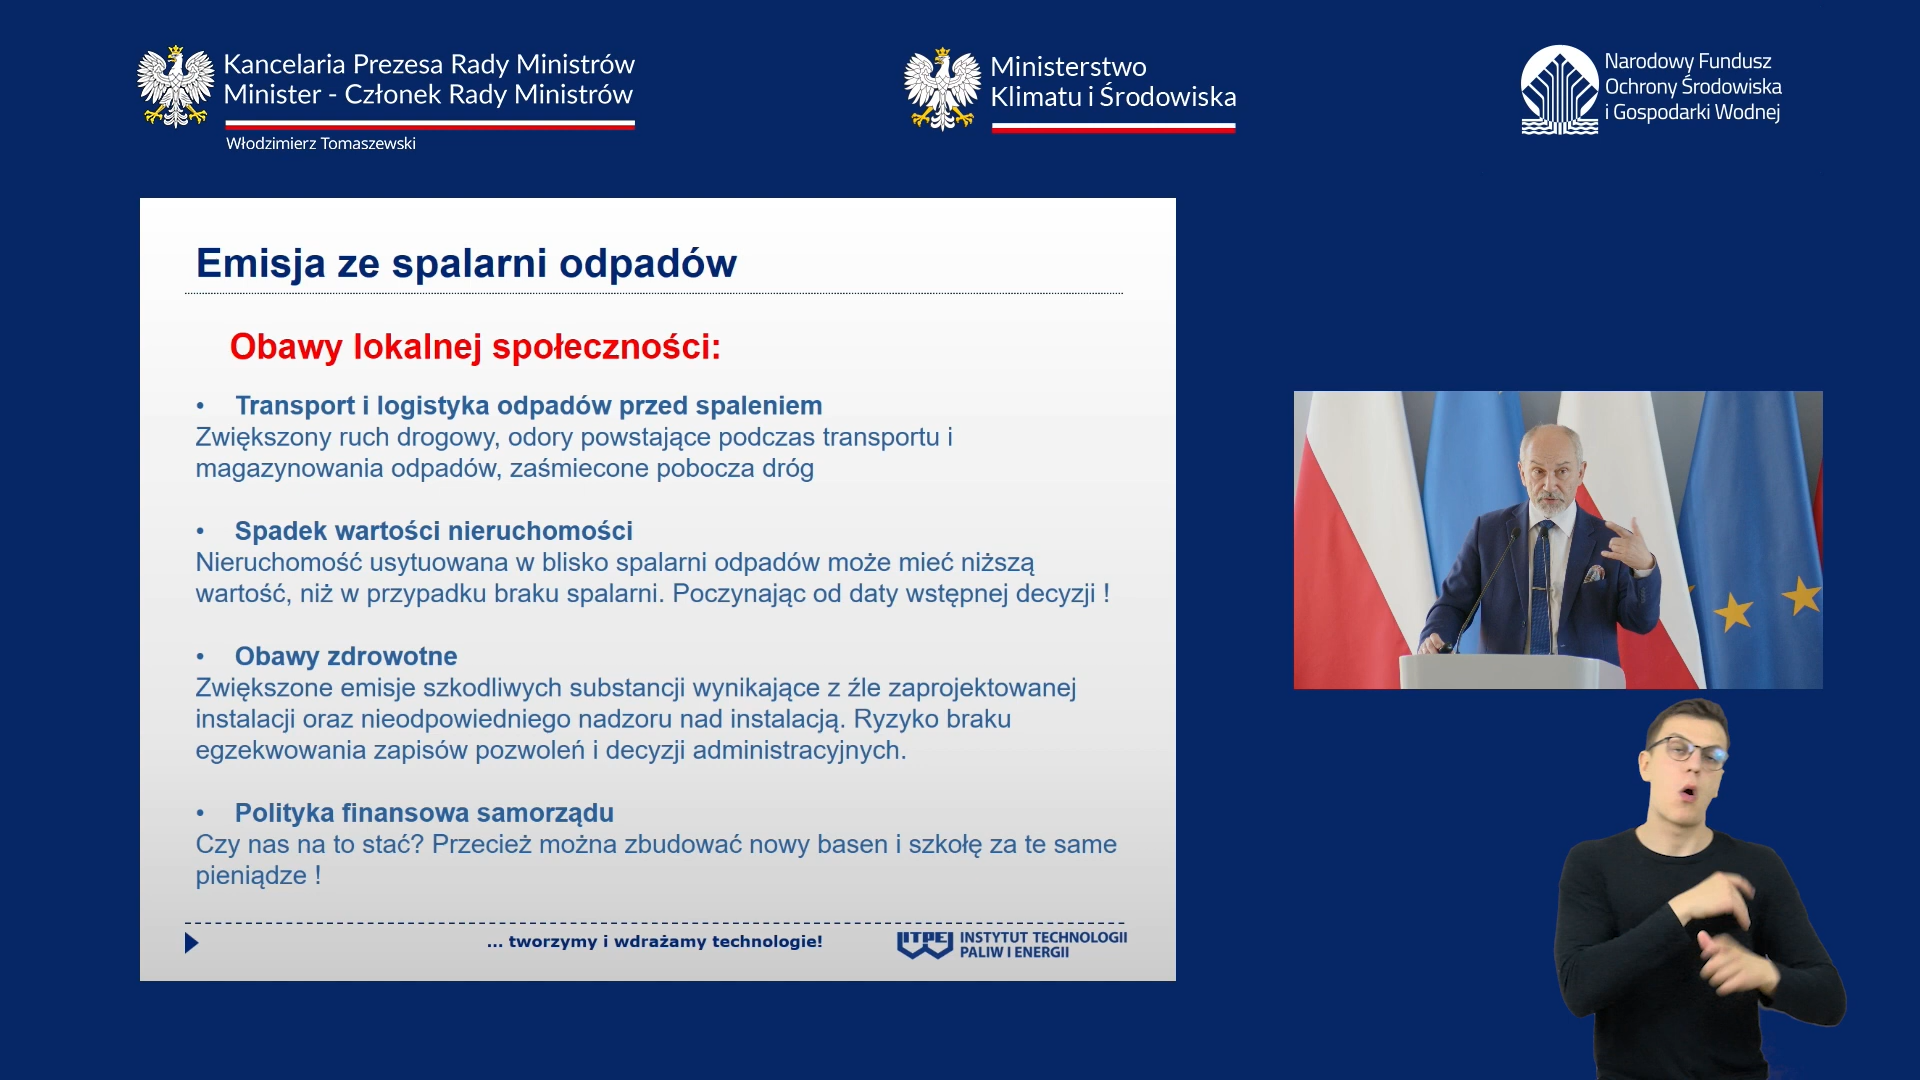 Kancelaria Prezesa Rady Ministrów
Minister - Członek Rady Ministrów
Włodzimierz Tomaszewski
Ministerstwo
Klimatu i Środowiska
Narodowy Fundusz
Ochrony Środowiska
i Gospodarki Wodnej
Emisja ze spalarni odpadów
Obawy lokalnej społeczności:
• Transport i logistyka odpadów przed spaleniem
Zwiększony ruch drogowy, odory powstające podczas transportu i
magazynowania odpadów, zaśmiecone pobocza dróg
• Spadek wartości nieruchomości
Nieruchomość usytuowana w blisko spalarni odpadów może mieć niższą
wartość, niż w przypadku braku spalarni. Poczynając od daty wstępnej decyzji !
• Obawy zdrowotne
Zwiększone emisje szkodliwych substancji wynikające z źle zaprojektowanej
instalacji oraz nieodpowiedniego nadzoru nad instalacją. Ryzyko braku
egzekwowania zapisów pozwoleń i decyzji administracyjnych.
• Polityka finansowa samorządu
Czy nas na to stać? Przecież można zbudować nowy basen i szkołę za te same
pieniądze !
... tworzymy i wdrażamy technologie!
ITPE
INSTYTUT TECHNOLOGII
PALIW I ENERGII